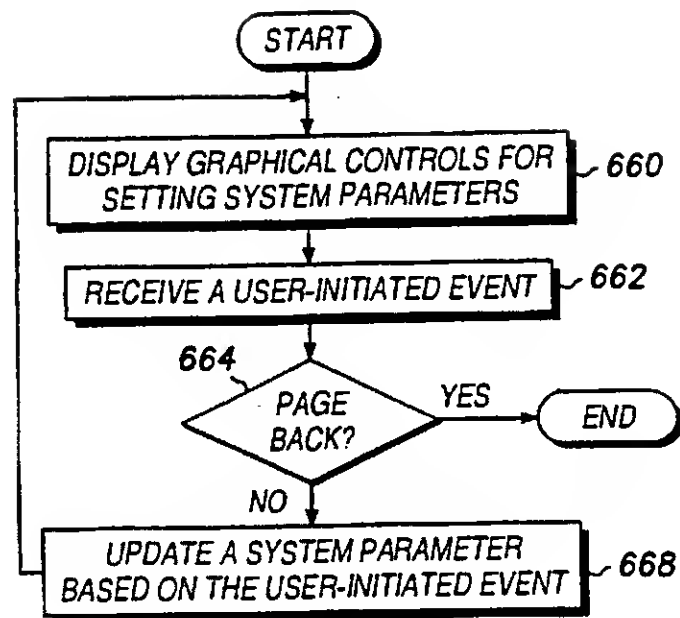 START
DISPLAY GRAPHICAL CONTROLS FOR
SETTING SYSTEM PARAMETERS
660
RECEIVE A USER-INITIATED EVENT
662
664
PAGE
BACK?
YES
END
NO
UPDATE A SYSTEM PARAMETER
BASED ON THE USER-INITIATED EVENT
668